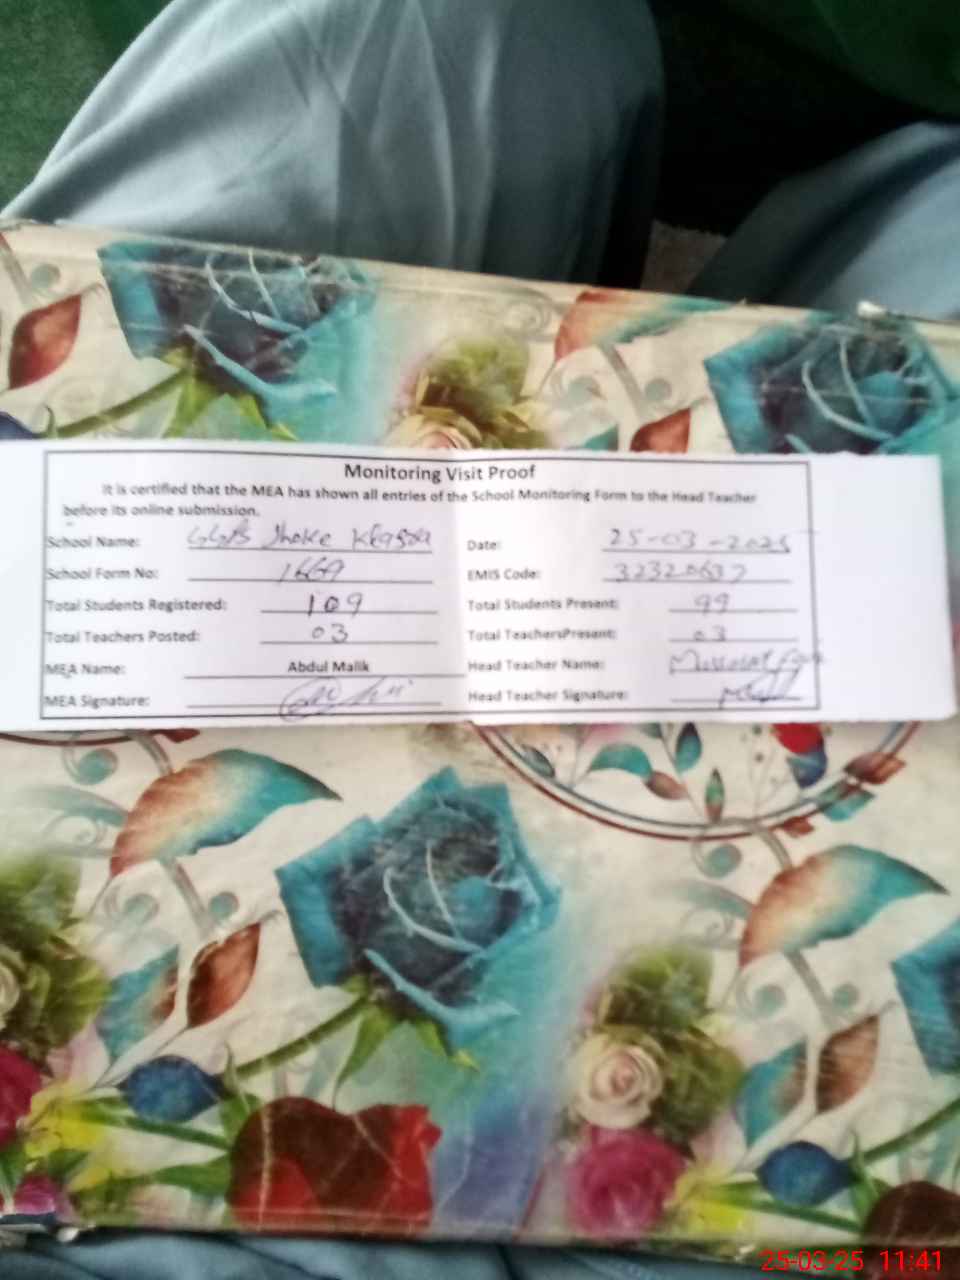 Monitoring Visit Proof
It is certified that the MEA has shown all entries of the School Monitoring Form to the Head Teacher
before its online submission.
School Name: Jhoke Date: 25-03-2025
School Form No: 1669 EMIS Code: 32320637
Total Students Registered: 109 Total Students Present: 99
Total Teachers Posted: 03 Total TeachersPresent: 03
MEA Name: Abdul Malik Head Teacher Name:
MEA Signature: Head Teacher Signature:
25-03-25 11:41